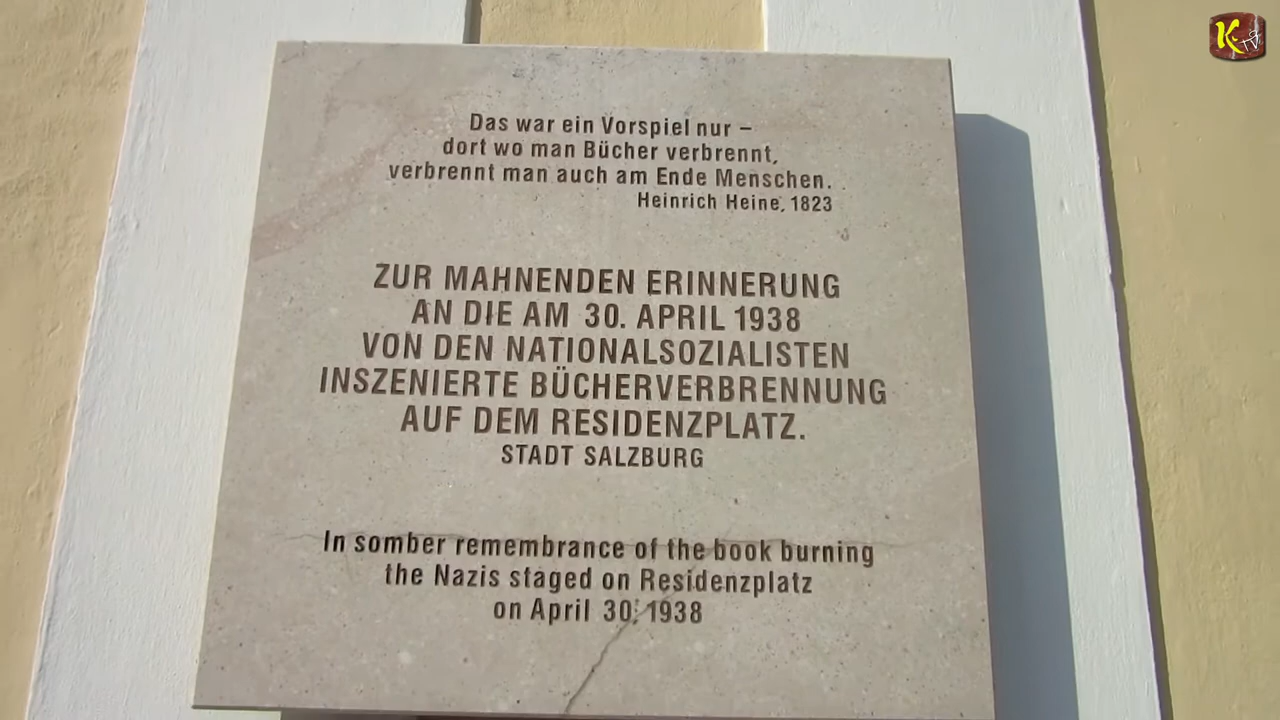 K TV
Das war ein Vorspiel nur –
dort wo man Bücher verbrennt,
verbrennt man auch am Ende Menschen.
Heinrich Heine, 1823
ZUR MAHNENDEN ERINNERUNG
AN DIE AM 30. APRIL 1938
VON DEN NATIONALSOZIALISTEN
INSZENIERTE BÜCHERVERBRENNUNG
AUF DEM RESIDENZPLATZ.
STADT SALZBURG
In somber remembrance of the book burning
the Nazis staged on Residenzplatz
on April 30, 1938